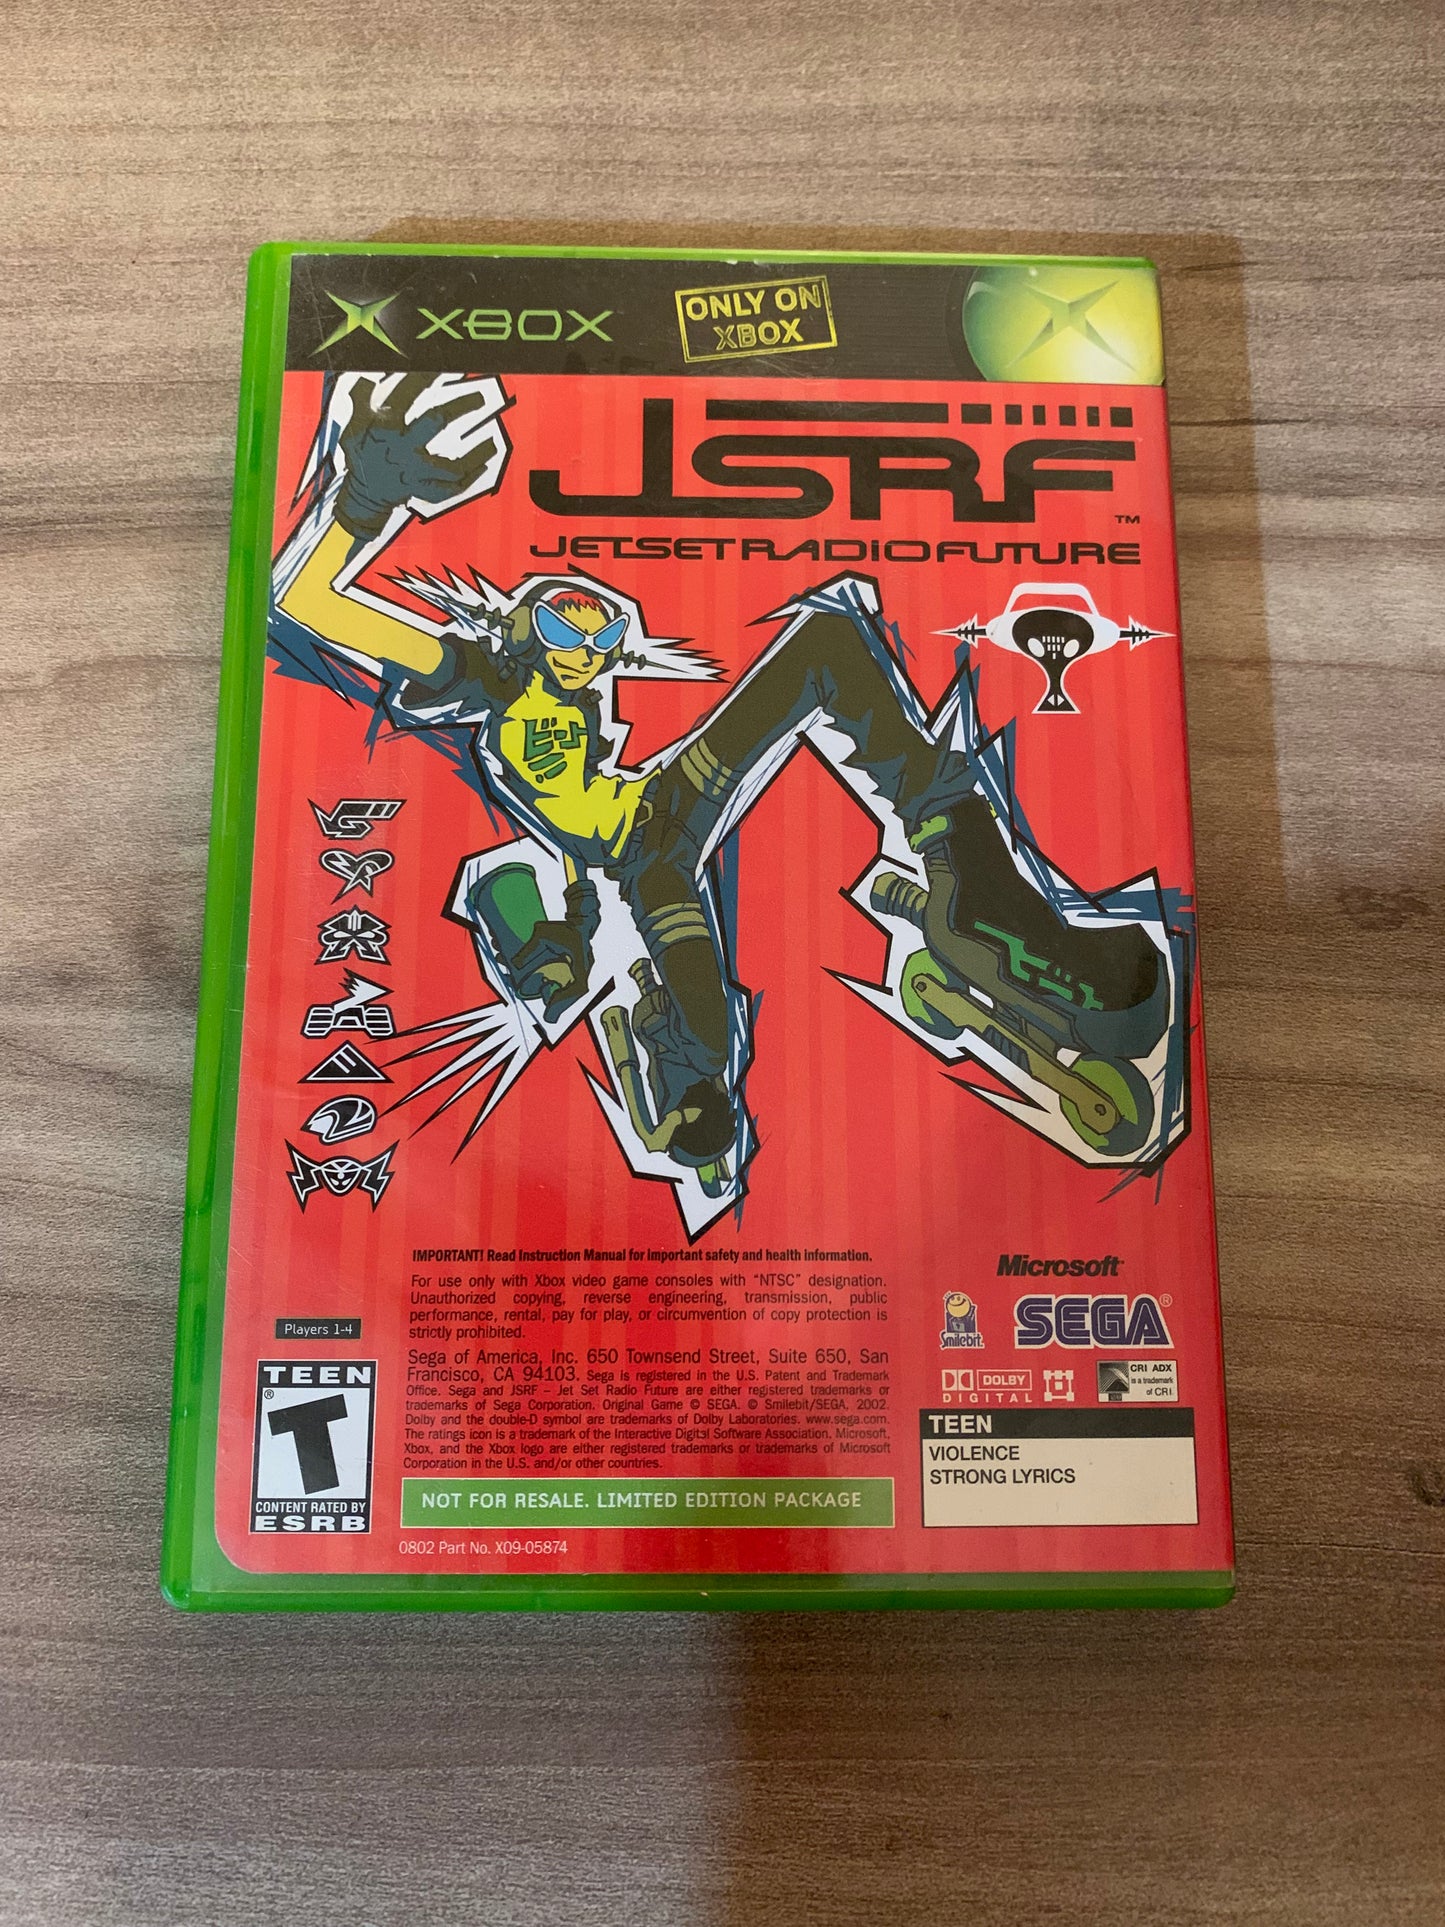 XBOX
ONLY ON
XBOX
JSRF
TM
JETSETRADIOFUTURE
ビート
IMPORTANT! Read Instruction Manual for important safety and health information.
For use only with Xbox video game consoles with "NTSC" designation.
Unauthorized copying, reverse engineering, transmission, public
performance, rental, pay for play, or circumvention of copy protection is
strictly prohibited.
Sega of America, Inc. 650 Townsend Street, Suite 650, San
Francisco, CA 94103. Sega is registered in the U.S. Patent and Trademark
Office. Sega and JSRF – Jet Set Radio Future are either registered trademarks or
trademarks of Sega Corporation. Original Game © SEGA. © Smilebit/SEGA, 2002.
Dolby and the double-D symbol are trademarks of Dolby Laboratories. www.sega.com.
The ratings icon is a trademark of the Interactive Digital Software Association. Microsoft,
Xbox, and the Xbox logo are either registered trademarks or trademarks of Microsoft
Corporation in the U.S. and/or other countries.
NOT FOR RESALE. LIMITED EDITION PACKAGE
0802 Part No. X09-05874
Players 1-4
TEEN
T
®
CONTENT RATED BY
ESRB
Microsoft
Smilebit.
SEGA®
DOLBY
DIGITAL
CRI ADX
is a trademark
of CRI.
TEEN
VIOLENCE
STRONG LYRICS